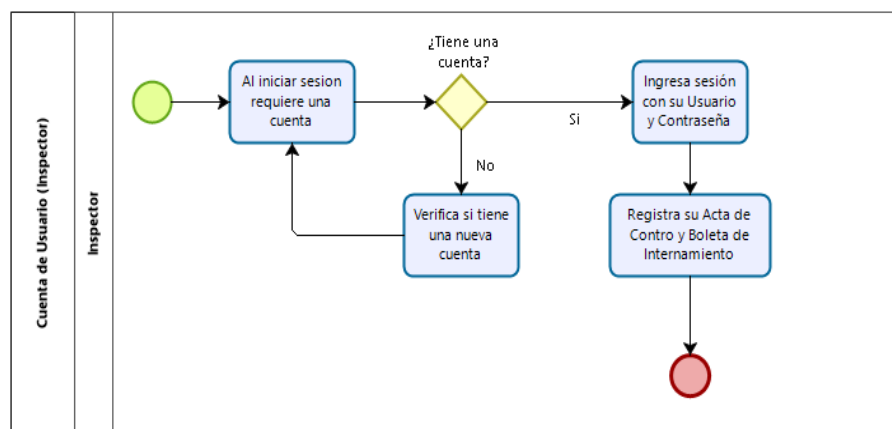 Cuenta de Usuario (Inspector)
Inspector
Al iniciar sesion
requiere una
cuenta
¿Tiene una
cuenta?
Si
No
Ingresa sesión
con su Usuario
y Contraseña
Verifica si tiene
una nueva
cuenta
Registra su Acta de
Contro y Boleta de
Internamiento